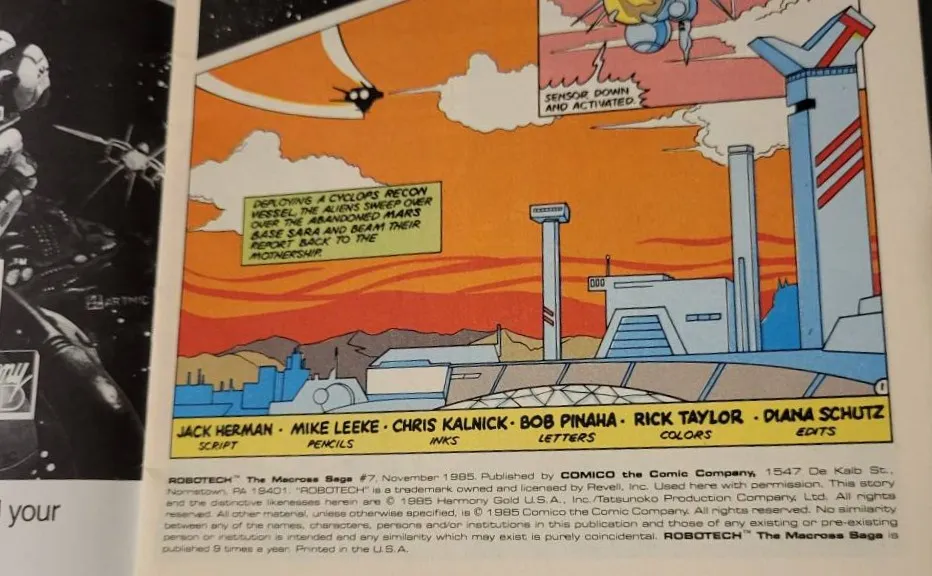 SENSOR DOWN
AND ACTIVATED.
DEPLOYING A CYCLOPS RECON
VESSEL, THE ALIENS SWEEP OVER
OVER THE ABANDONED MARS
BASE SARA AND BEAM THEIR
REPORT BACK TO THE
MOTHERSHIP.
1
JACK HERMAN · MIKE LEEKE · CHRIS KALNICK · BOB PINAHA · RICK TAYLOR · DIANA SCHUTZ
SCRIPT PENCILS INKS LETTERS COLORS EDITS
ROBOTECH™ The Macross Saga #7, November 1985. Published by COMICO the Comic Company, 1547 De Kalb St.,
Norristown, PA 19401. "ROBOTECH" is a trademark owned and licensed by Revell, Inc. Used here with permission. This story
and the distinctive likenesses herein are © 1985 Harmony Gold U.S.A., Inc./Tatsunoko Production Company, Ltd. All rights
reserved. All other material, unless otherwise specified, is © 1985 Comico the Comic Company. All rights reserved. No similarity
between any of the names, characters, persons and/or institutions in this publication and those of any existing or pre-existing
person or institution is intended and any similarity which may exist is purely coincidental. ROBOTECH™ The Macross Saga is
published 9 times a year. Printed in the U.S.A.
your